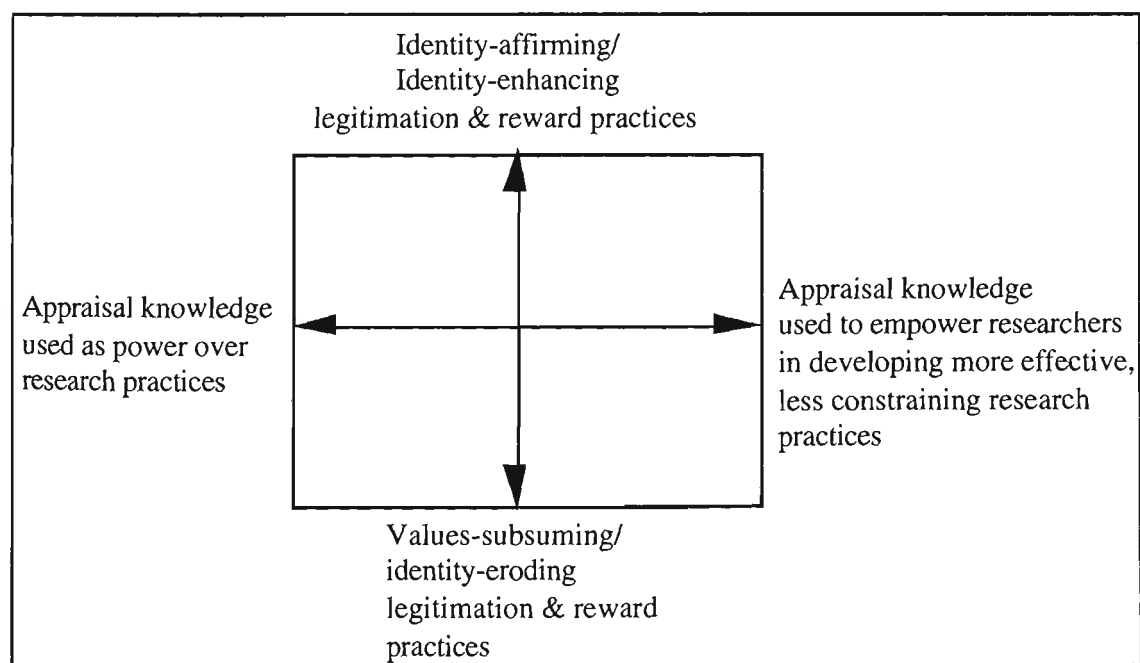 Identity-affirming/
Identity-enhancing
legitimation & reward practices
Appraisal knowledge
used as power over
research practices
Appraisal knowledge
used to empower researchers
in developing more effective,
less constraining research
practices
Values-subsuming/
identity-eroding
legitimation & reward
practices